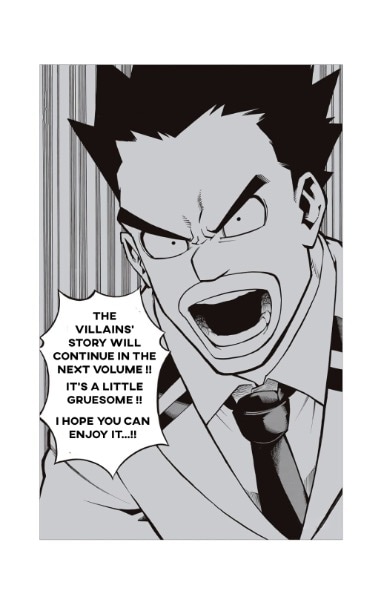 THE
VILLAINS'
STORY WILL
CONTINUE IN THE
NEXT VOLUME !!
IT'S A LITTLE
GRUESOME !!
I HOPE YOU CAN
ENJOY IT...!!